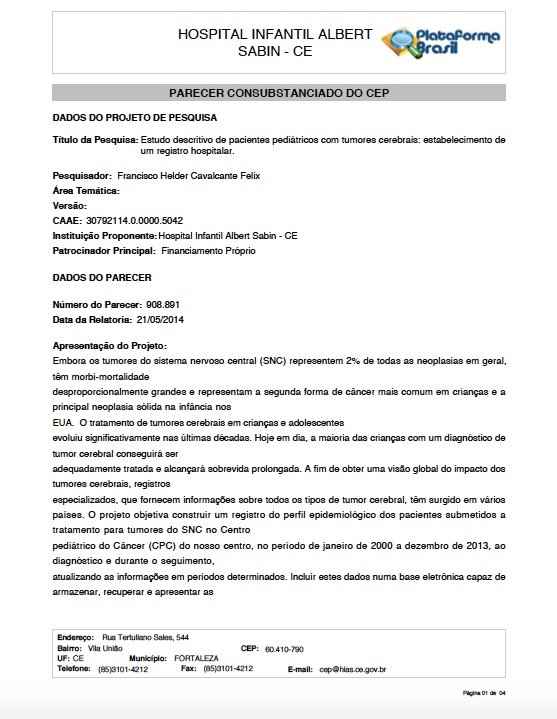 HOSPITAL INFANTIL ALBERT
SABIN - CE
Plataforma
Brasil
PARECER CONSUBSTANCIADO DO CEP
DADOS DO PROJETO DE PESQUISA
Título da Pesquisa: Estudo descritivo de pacientes pediátricos com tumores cerebrais: estabelecimento de
um registro hospitalar.
Pesquisador: Francisco Helder Cavalcante Felix
Área Temática:
Versão:
CAAE: 30792114.0.0000.5042
Instituição Proponente: Hospital Infantil Albert Sabin - CE
Patrocinador Principal: Financiamento Próprio
DADOS DO PARECER
Número do Parecer: 908.891
Data da Relatoria: 21/05/2014
Apresentação do Projeto:
Embora os tumores do sistema nervoso central (SNC) representem 2% de todas as neoplasias em geral,
têm morbi-mortalidade
desproporcionalmente grandes e representam a segunda forma de câncer mais comum em crianças e a
principal neoplasia sólida na infância nos
EUA. O tratamento de tumores cerebrais em crianças e adolescentes
evoluiu significativamente nas últimas décadas. Hoje em dia, a maioria das crianças com um diagnóstico de
tumor cerebral conseguirá ser
adequadamente tratada e alcançará sobrevida prolongada. A fim de obter uma visão global do impacto dos
tumores cerebrais, registros
especializados, que fornecem informações sobre todos os tipos de tumor cerebral, têm surgido em vários
países. O projeto objetiva construir um registro do perfil epidemiológico dos pacientes submetidos a
tratamento para tumores do SNC no Centro
pediátrico do Câncer (CPC) do nosso centro, no período de janeiro de 2000 a dezembro de 2013, ao
diagnóstico e durante o seguimento,
atualizando as informações em períodos determinados. Incluir estes dados numa base eletrônica capaz de
armazenar, recuperar e apresentar as
Endereço: Rua Tertuliano Sales, 544
Bairro: Vila União CEP: 60.410-790
UF: CE Município: FORTALEZA
Telefone: (85)3101-4212 Fax: (85)3101-4212 E-mail: cep@hias.ce.gov.br
Página 01 de 04